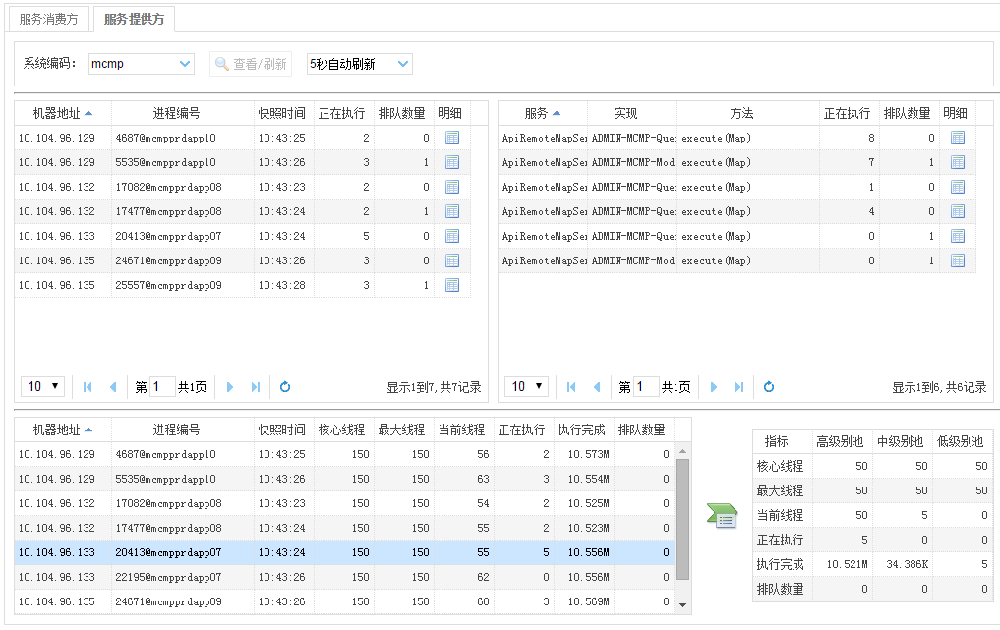 服务消费方 服务提供方
系统编码： mcmp 查看/刷新 5秒自动刷新
机器地址 进程编号 快照时间 正在执行 排队数量 明细
10.104.96.129 4687@mcmpprdapp10 10:43:25 2 0
10.104.96.129 5535@mcmpprdapp10 10:43:26 3 1
10.104.96.132 17082@mcmpprdapp08 10:43:23 2 0
10.104.96.132 17477@mcmpprdapp08 10:43:24 2 1
10.104.96.133 20413@mcmpprdapp07 10:43:24 5 0
10.104.96.135 24671@mcmpprdapp09 10:43:26 3 0
10.104.96.135 25557@mcmpprdapp09 10:43:28 3 1
10 第 1 共1页 显示1到7, 共7记录
服务 实现 方法 正在执行 排队数量 明细
ApiRemoteMapSer ADMIN-MCMP-Quer execute(Map) 8 0
ApiRemoteMapSer ADMIN-MCMP-Modi execute(Map) 7 1
ApiRemoteMapSer ADMIN-MCMP-Quer execute(Map) 1 0
ApiRemoteMapSer ADMIN-MCMP-Quer execute(Map) 4 0
ApiRemoteMapSer ADMIN-MCMP-Quer execute(Map) 0 1
ApiRemoteMapSer ADMIN-MCMP-Modi execute(Map) 0 1
10 第 1 共1页 显示1到6, 共6记录
机器地址 进程编号 快照时间 核心线程 最大线程 当前线程 正在执行 执行完成 排队数量
10.104.96.129 4687@mcmpprdapp10 10:43:25 150 150 56 2 10.573M 0
10.104.96.129 5535@mcmpprdapp10 10:43:26 150 150 63 3 10.554M 0
10.104.96.132 17082@mcmpprdapp08 10:43:23 150 150 54 2 10.525M 0
10.104.96.132 17477@mcmpprdapp08 10:43:24 150 150 55 2 10.523M 0
10.104.96.133 20413@mcmpprdapp07 10:43:24 150 150 55 5 10.556M 0
10.104.96.133 22195@mcmpprdapp07 10:43:26 150 150 62 0 10.556M 0
10.104.96.135 24671@mcmpprdapp09 10:43:26 150 150 60 3 10.569M 0
指标 高级别池 中级别池 低级别池
核心线程 50 50 50
最大线程 50 50 50
当前线程 50 5 0
正在执行 5 0 0
执行完成 10.521M 34.386K 5
排队数量 0 0 0